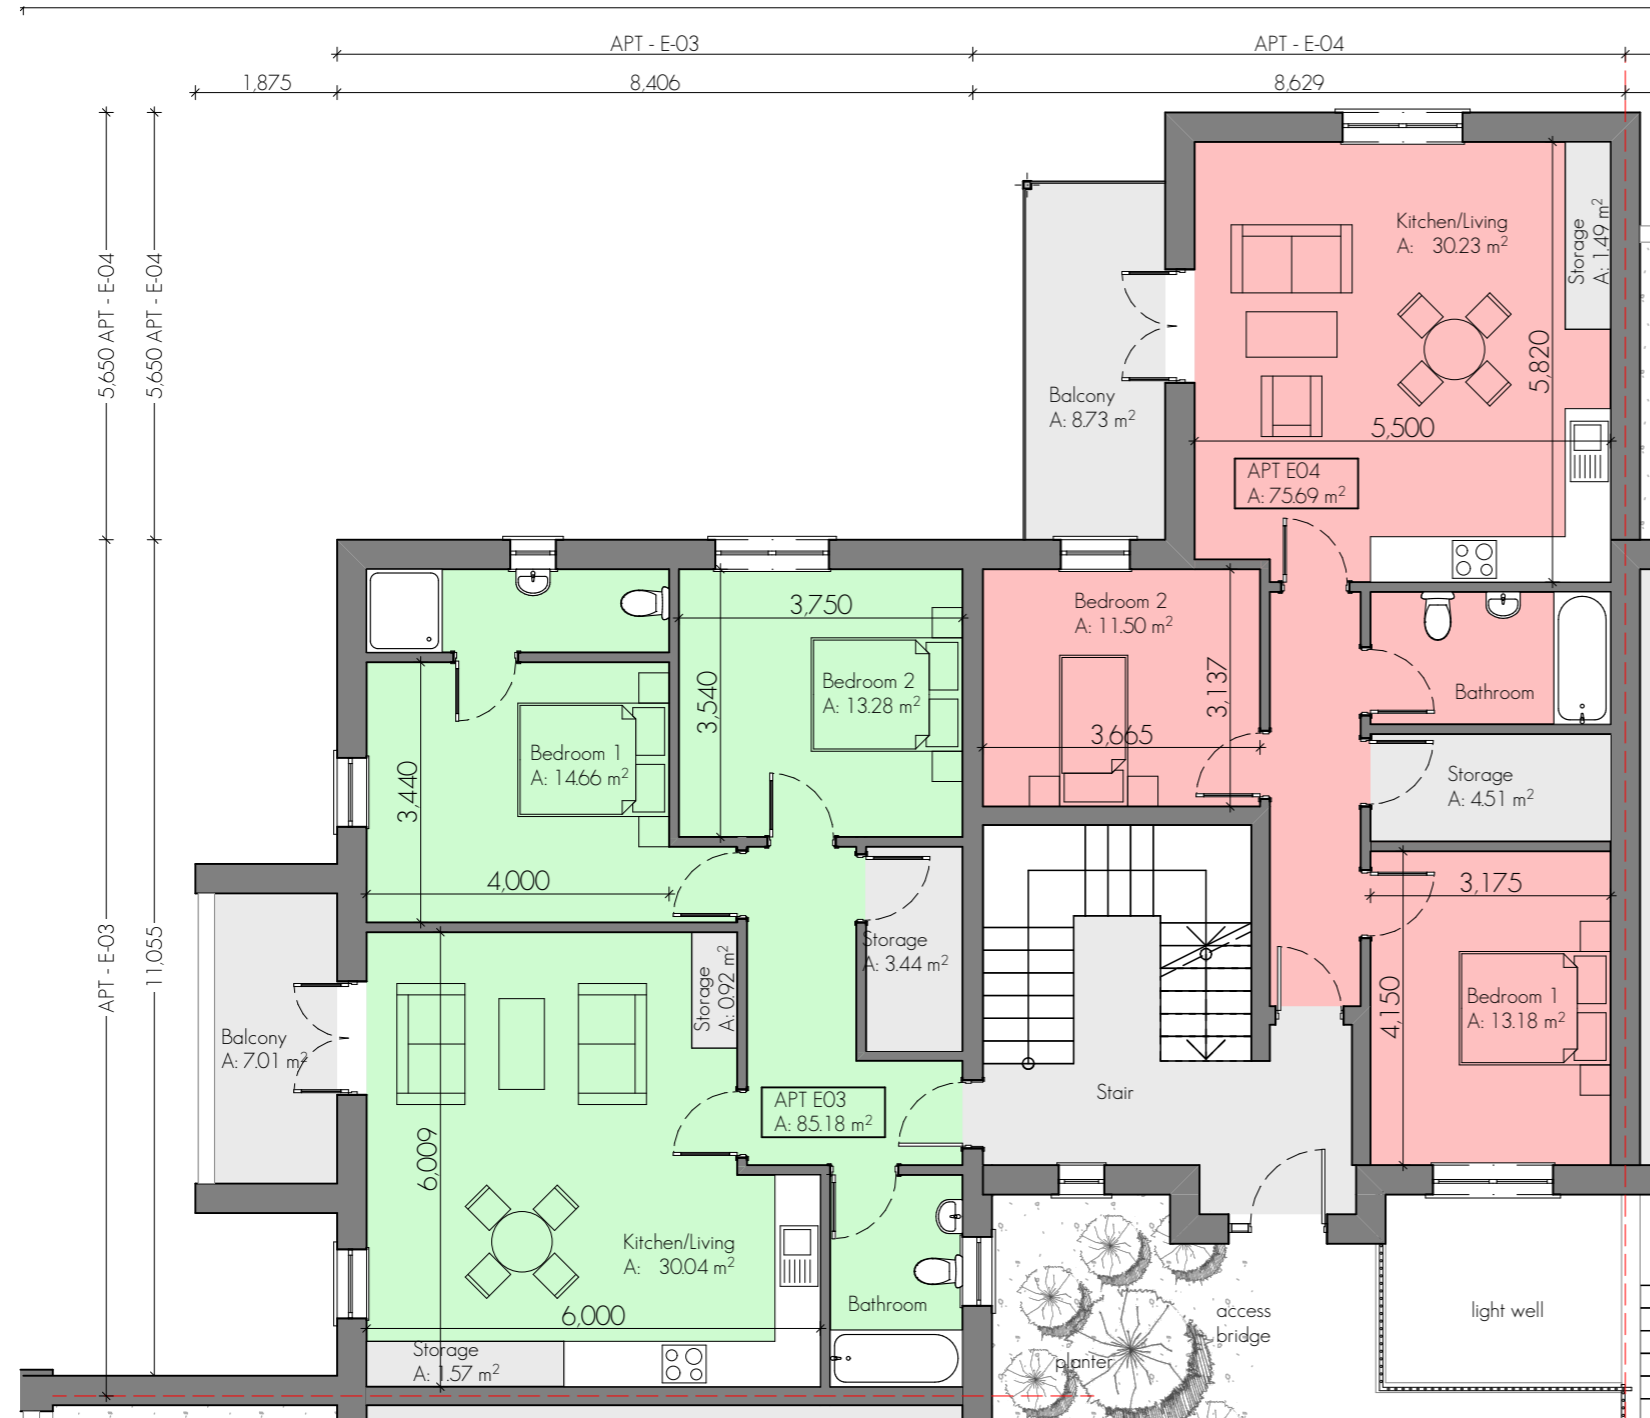 APT - E-03
APT - E-04
1,875
8,406
8,629
5,650 APT - E-04
5,650 APT - E-04
APT - E-03
11,055
Kitchen/Living
A: 30.23 m²
Storage
A: 1.49 m²
5,820
5,500
Balcony
A: 8.73 m²
APT E04
A: 75.69 m²
3,750
3,540
Bedroom 2
A: 13.28 m²
Bedroom 2
A: 11.50 m²
3,137
3,665
Bathroom
Bedroom 1
A: 14.66 m²
3,440
4,000
Storage
A: 4.51 m²
3,175
4,150
Bedroom 1
A: 13.18 m²
Storage
A: 3.44 m²
Storage
A: 0.92 m²
Balcony
A: 7.01 m²
Stair
APT E03
A: 85.18 m²
6,009
Kitchen/Living
A: 30.04 m²
6,000
Bathroom
Storage
A: 1.57 m²
access
bridge
planter
light well